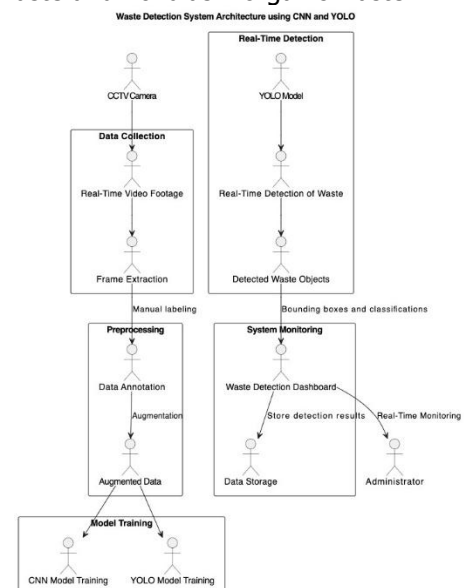 Waste Detection System Architecture using CNN and YOLO
Real-Time Detection
CCTV Camera
YOLO Model
Data Collection
Real-Time Video Footage
Real-Time Detection of Waste
Frame Extraction
Detected Waste Objects
Manual labeling
Bounding boxes and classifications
Preprocessing
System Monitoring
Data Annotation
Waste Detection Dashboard
Augmentation
Store detection results
Real-Time Monitoring
Augmented Data
Data Storage
Administrator
Model Training
CNN Model Training
YOLO Model Training